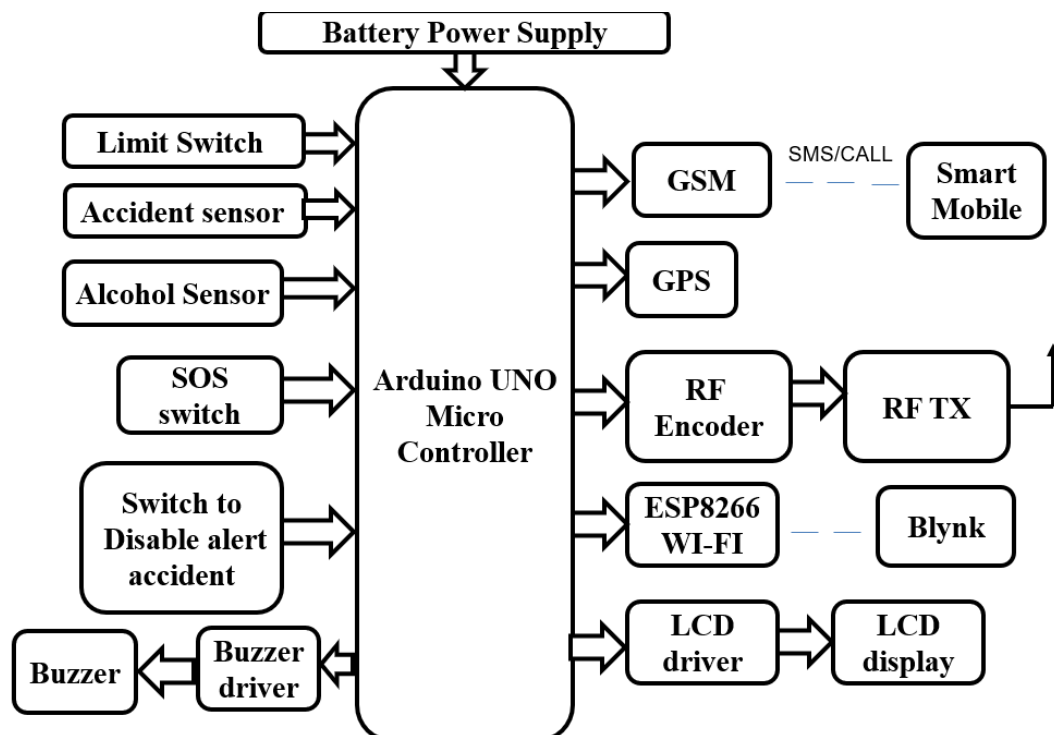 Battery Power Supply
Limit Switch
Accident sensor
Alcohol Sensor
SOS
switch
Switch to
Disable alert
accident
Buzzer
Buzzer
driver
Arduino UNO
Micro
Controller
GSM
SMS/CALL
Smart
Mobile
GPS
RF
Encoder
RF TX
ESP8266
WI-FI
Blynk
LCD
driver
LCD
display